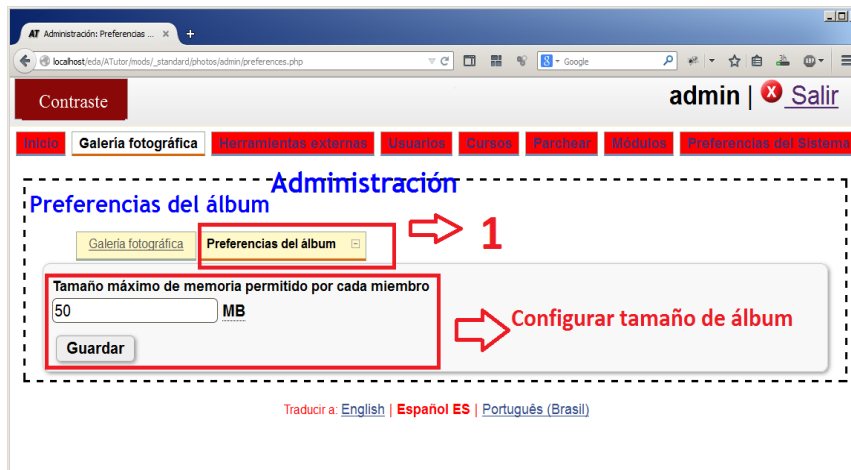 AT Administración: Preferencias ... × +
localhost/eda/ATutor/mods/_standard/photos/admin/preferences.php
8 Google
Contraste
admin | Salir
Inicio Galería fotográfica Herramientas externas Usuarios Cursos Parchear Módulos Preferencias del Sistema
Administración
Preferencias del álbum
Galería fotográfica Preferencias del álbum
1
Tamaño máximo de memoria permitido por cada miembro
50 MB
Configurar tamaño de álbum
Guardar
Traducir a: English | Español ES | Português (Brasil)